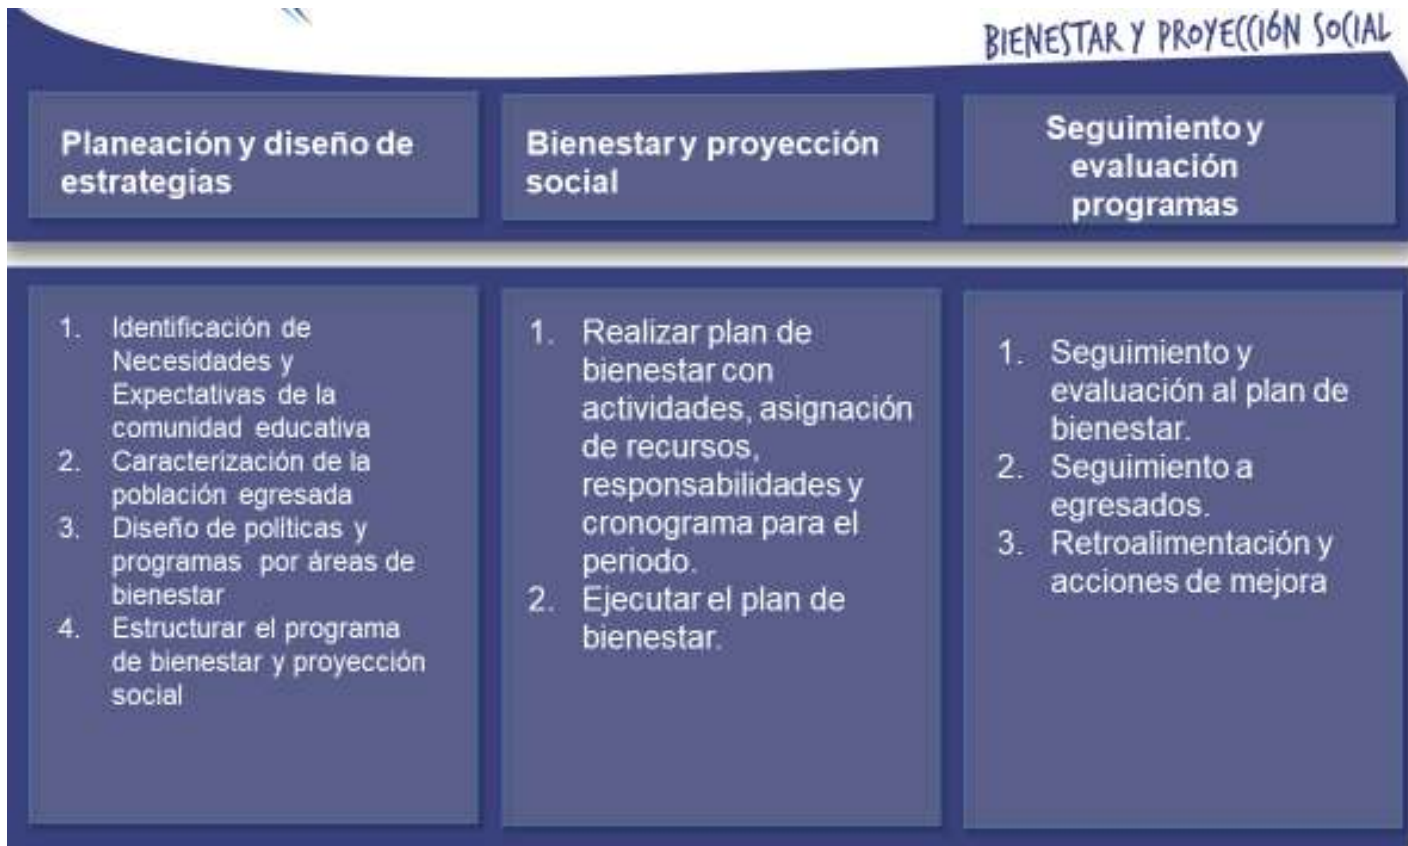 BIENESTAR Y PROYECCIÓN SOCIAL
Planeación y diseño de
estrategias
Bienestar y proyección
social
Seguimiento y
evaluación
programas
1. Identificación de
Necesidades y
Expectativas de la
comunidad educativa
2. Caracterización de la
población egresada
3. Diseño de políticas y
programas por áreas de
bienestar
4. Estructurar el programa
de bienestar y proyección
social
1. Realizar plan de
bienestar con
actividades, asignación
de recursos,
responsabilidades y
cronograma para el
periodo.
2. Ejecutar el plan de
bienestar.
1. Seguimiento y
evaluación al plan de
bienestar.
2. Seguimiento a
egresados.
3. Retroalimentación y
acciones de mejora